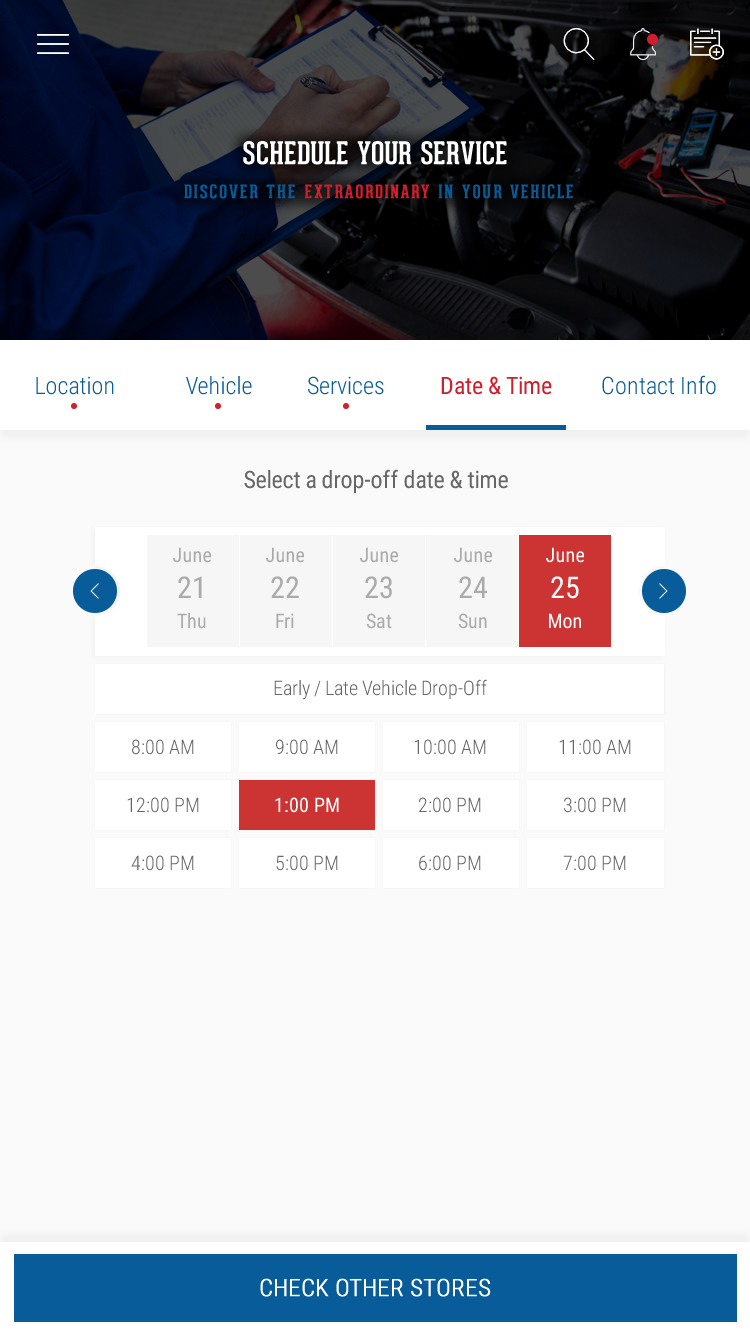 SCHEDULE YOUR SERVICE
DISCOVER THE EXTRAORDINARY IN YOUR VEHICLE
Location Vehicle Services Date & Time Contact Info
Select a drop-off date & time
June June June June June
21 22 23 24 25
Thu Fri Sat Sun Mon
Early / Late Vehicle Drop-Off
8:00 AM 9:00 AM 10:00 AM 11:00 AM
12:00 PM 1:00 PM 2:00 PM 3:00 PM
4:00 PM 5:00 PM 6:00 PM 7:00 PM
CHECK OTHER STORES